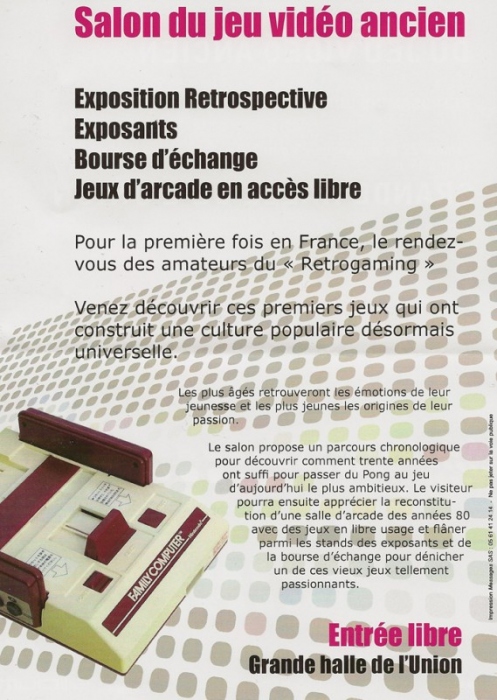 Salon du jeu vidéo ancien
Exposition Retrospective
Exposants
Bourse d'échange
Jeux d'arcade en accès libre
Pour la première fois en France, le rendez-
vous des amateurs du « Retrogaming »
Venez découvrir ces premiers jeux qui ont
construit une culture populaire désormais
universelle.
Les plus âgés retrouveront les émotions de leur
jeunesse et les plus jeunes les origines de leur
passion.
Le salon propose un parcours chronologique
pour découvrir comment trente années
ont suffi pour passer du Pong au jeu
d'aujourd'hui le plus ambitieux. Le visiteur
pourra ensuite apprécier la reconstitu-
tion d'une salle d'arcade des années 80
avec des jeux en libre usage et flâner
parmi les stands des exposants et de
la bourse d'échange pour dénicher
un de ces vieux jeux tellement
passionnants.
FAMILY COMPUTER
Entrée libre
Grande halle de l'Union
Impression Messages SAS : 05 61 41 24 14 - Ne pas jeter sur la voie publique